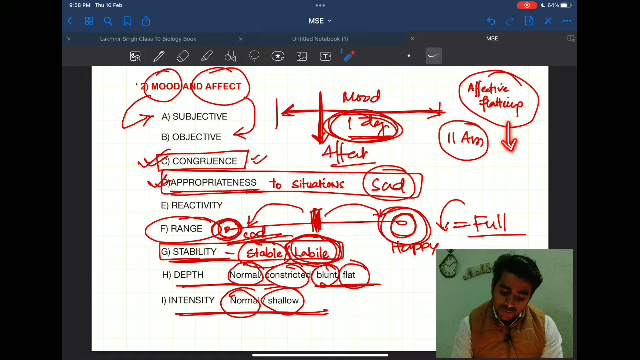 9:58 PM Thu 16 Feb
64%
MSE
Lakhmir Singh Class 10 Biology Book
Untitled Notebook (1)
MSE
2) MOOD AND AFFECT
A) SUBJECTIVE
B) OBJECTIVE
C) CONGRUENCE
D) APPROPRIATENESS to situations sad
E) REACTIVITY
F) RANGE sad Happy = Full
G) STABILITY - Stable Labile
H) DEPTH Normal constricted blunt flat
I) INTENSITY Normal shallow
Mood
1 day
Affect
Affective
flattening
11 Am